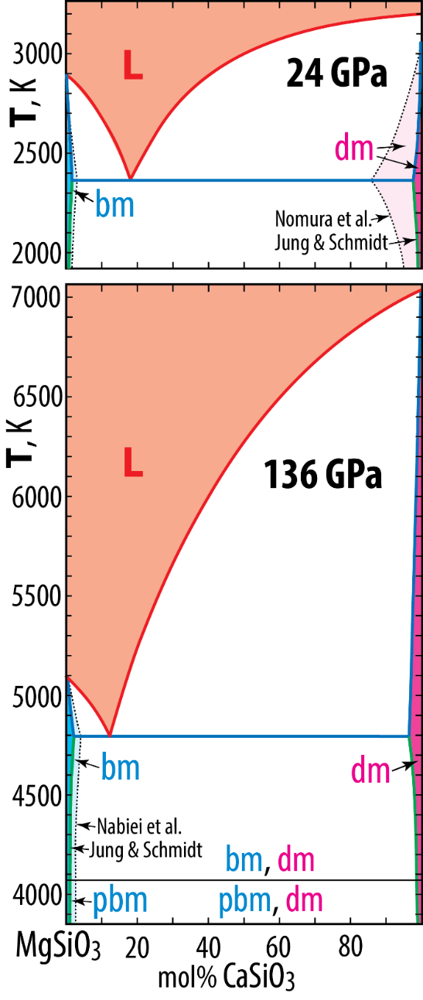 3000
L
24 GPa
T, K
2500
dm
bm
Nomura et al.
Jung & Schmidt
2000
7000
6500
T, K
L
136 GPa
6000
5500
5000
bm
dm
4500
Nabiei et al.
Jung & Schmidt
bm, dm
4000
pbm
pbm, dm
MgSiO₃ 20 40 60 80
mol% CaSiO₃